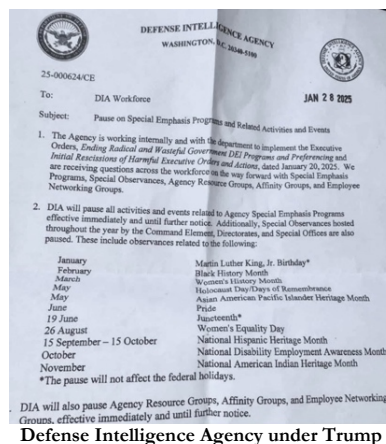 DEFENSE INTELLIGENCE AGENCY
WASHINGTON, D.C. 20340-5100
25-000624/CE
To: DIA Workforce JAN 28 2025
Subject: Pause on Special Emphasis Programs and Related Activities and Events
1. The Agency is working internally and with the department to implement the Executive
Orders, Ending Radical and Wasteful Government DEI Programs and Preferencing and
Initial Rescissions of Harmful Executive Orders and Actions, dated January 20, 2025. We
are receiving questions across the workforce on the way forward with Special Emphasis
Programs, Special Observances, Agency Resource Groups, Affinity Groups, and Employee
Networking Groups.
2. DIA will pause all activities and events related to Agency Special Emphasis Programs
effective immediately and until further notice. Additionally, Special Observances hosted
throughout the year by the Command Element, Directorates, and Special Offices are also
paused. These include observances related to the following:
January Martin Luther King, Jr. Birthday*
February Black History Month
March Women's History Month
May Holocaust Day/Days of Remembrance
May Asian American Pacific Islander Heritage Month
June Pride
19 June Juneteenth*
26 August Women's Equality Day
15 September – 15 October National Hispanic Heritage Month
October National Disability Employment Awareness Month
November National American Indian Heritage Month
*The pause will not affect the federal holidays.
. DIA will also pause Agency Resource Groups, Affinity Groups, and Employee Networking
Groups, effective immediately and until further notice.
Defense Intelligence Agency under Trump